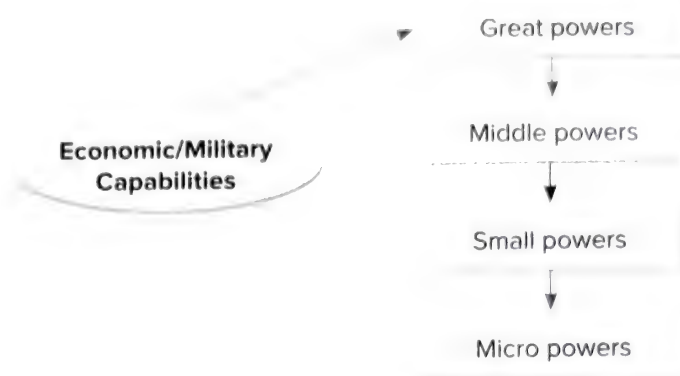 Great powers
Economic/Military
Capabilities
Middle powers
Small powers
Micro powers